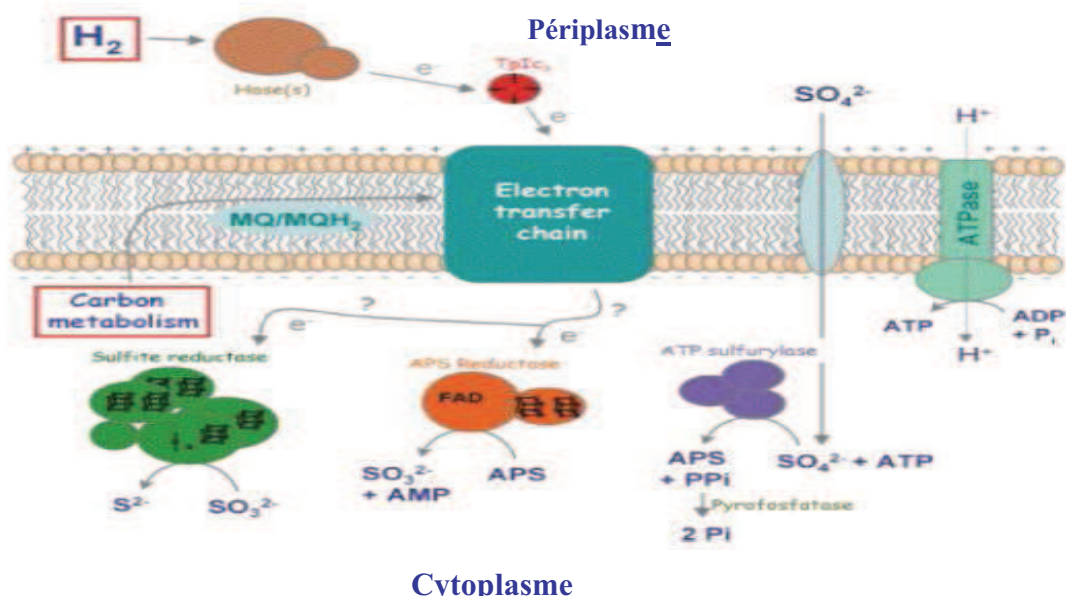 Périplasme
H₂
Hase(s)
e⁻
TpIc₃
e⁻
SO₄²⁻
H⁺
Electron
transfer
chain
MQ/MQH₂
ATPase
Carbon
metabolism
?
?
e⁻
e⁻
ATP
ADP
+ Pᵢ
H⁺
Sulfite reductase
APS Reductase
FAD
ATP sulfurylase
S²⁻
SO₃²⁻
SO₃²⁻
+ AMP
APS
APS
+ PPi
SO₄²⁻ + ATP
Pyrofosfatase
2 Pi
Cytoplasme